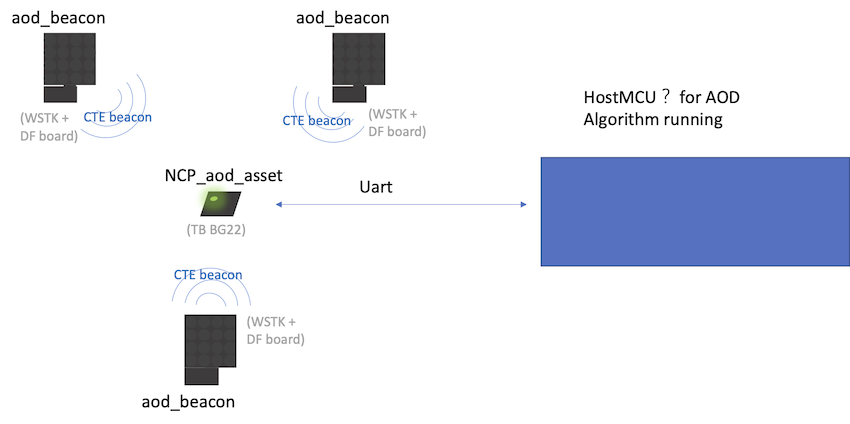 aod_beacon
aod_beacon
(WSTK +
DF board)
CTE beacon
CTE beacon
(WSTK +
DF board)
HostMCU？ for AOD
Algorithm running
NCP_aod_asset
(TB BG22)
Uart
CTE beacon
(WSTK +
DF board)
aod_beacon